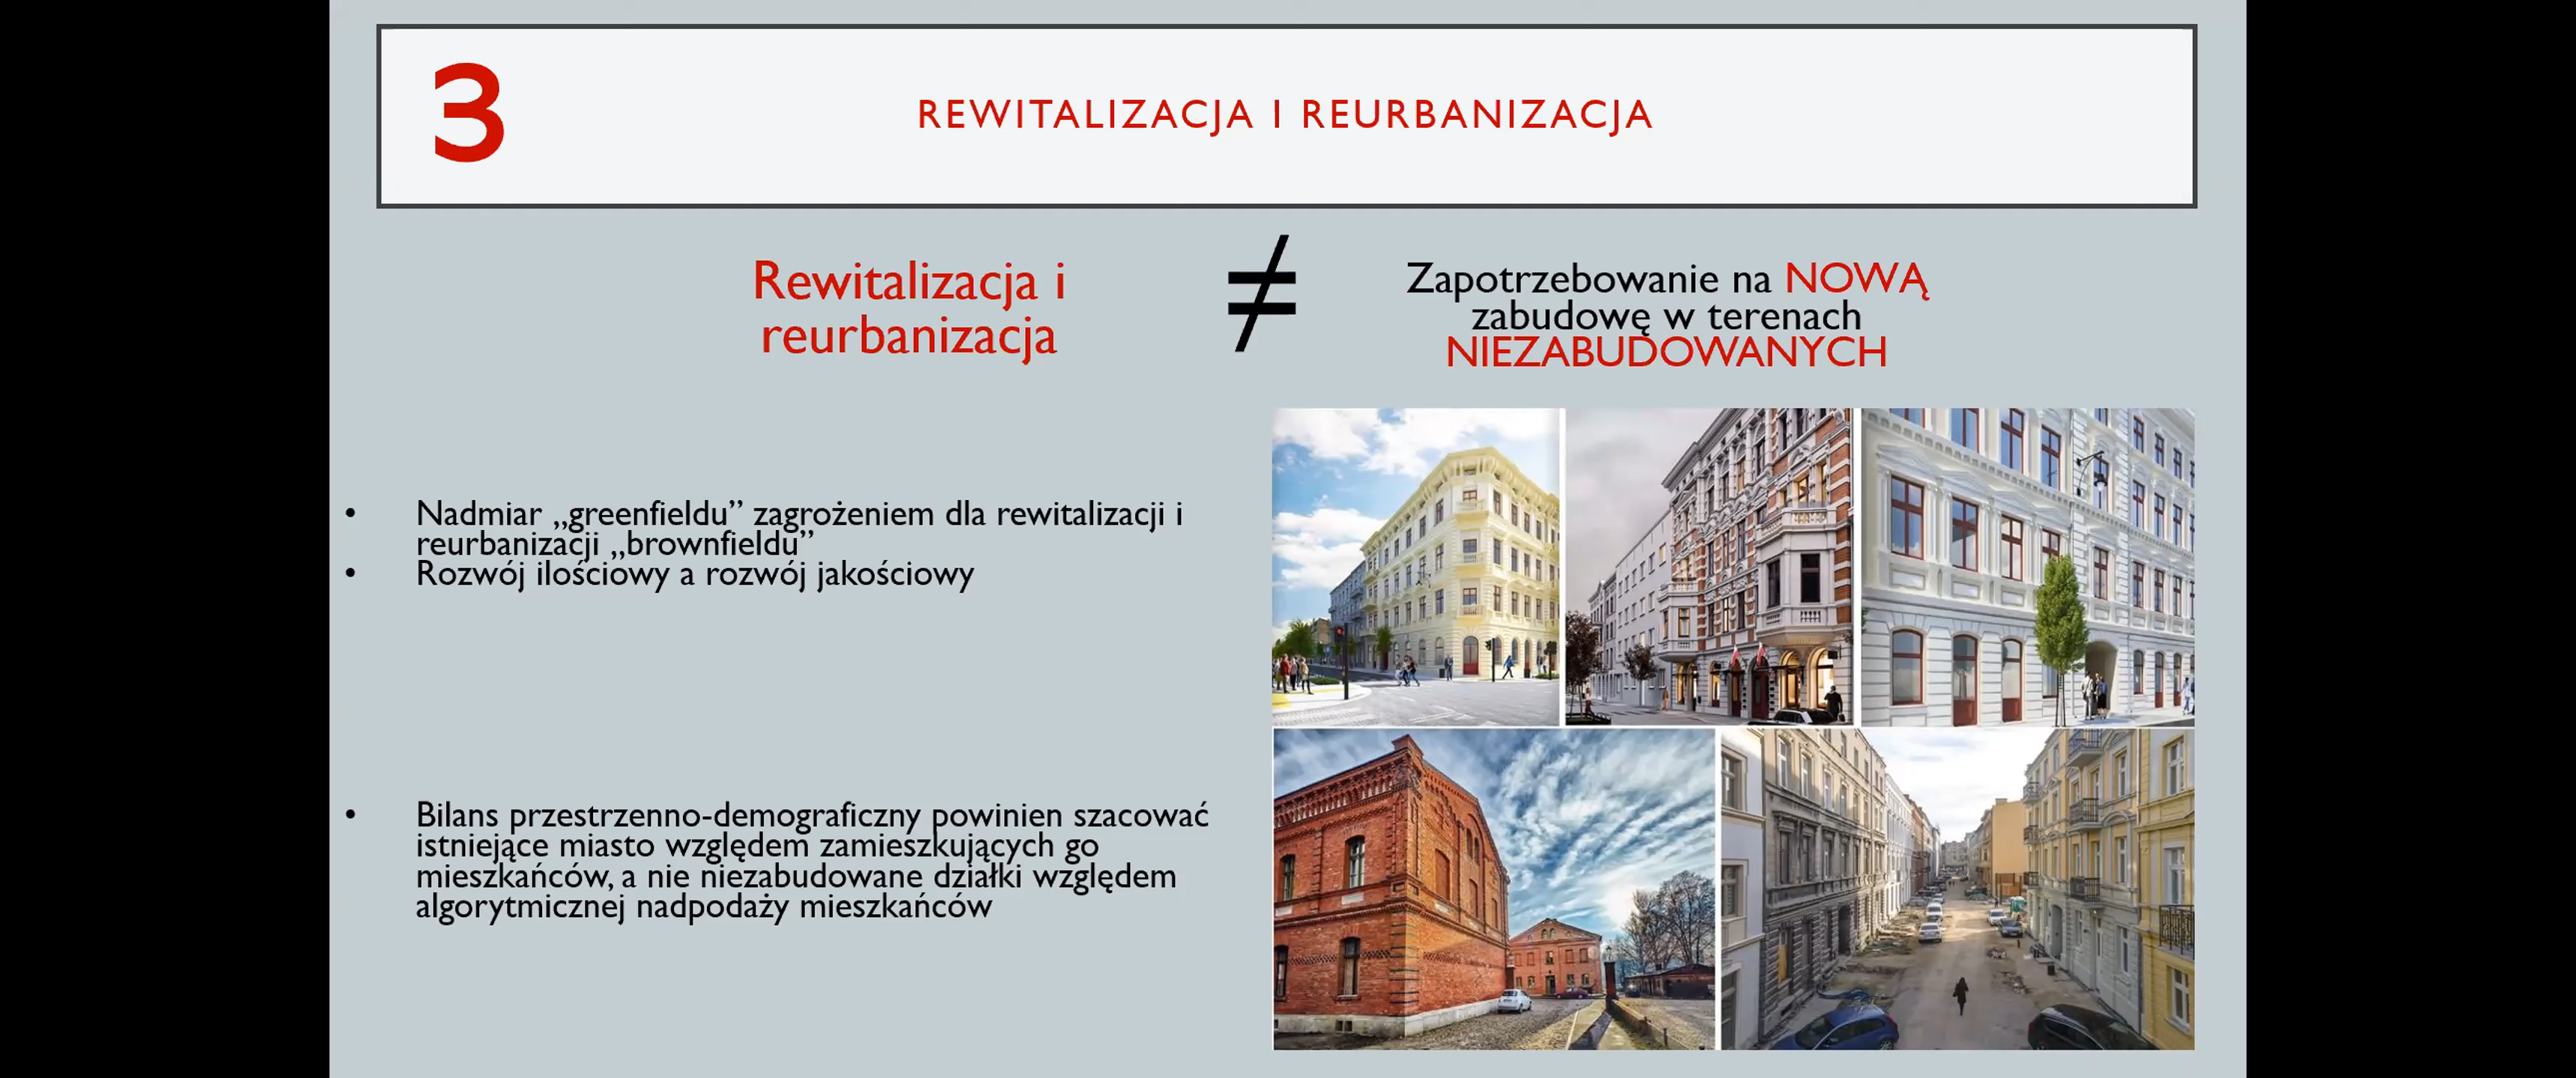 3
REWITALIZACJA I REURBANIZACJA
Rewitalizacja i
reurbanizacja
≠
Zapotrzebowanie na NOWĄ
zabudowę w terenach
NIEZABUDOWANYCH
• Nadmiar „greenfieldu” zagrożeniem dla rewitalizacji i
reurbanizacji „brownfieldu”
• Rozwój ilościowy a rozwój jakościowy
• Bilans przestrzenno-demograficzny powinien szacować
istniejące miasto względem zamieszkujących go
mieszkańców, a nie niezabudowane działki względem
algorytmicznej nadpodaży mieszkańców